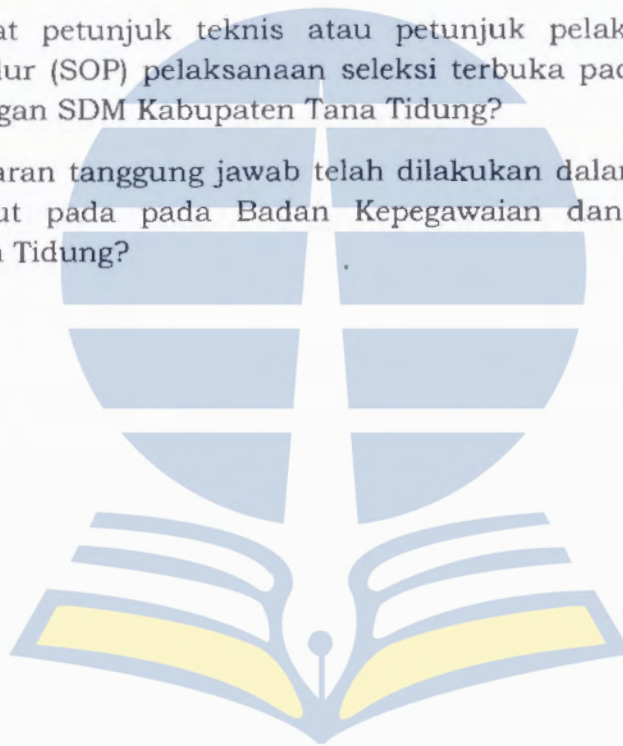 at petunjuk teknis atau petunjuk pelak
lur (SOP) pelaksanaan seleksi terbuka pad
gan SDM Kabupaten Tana Tidung?
aran tanggung jawab telah dilakukan dalar
ut pada pada Badan Kepegawaian dan
Tidung?